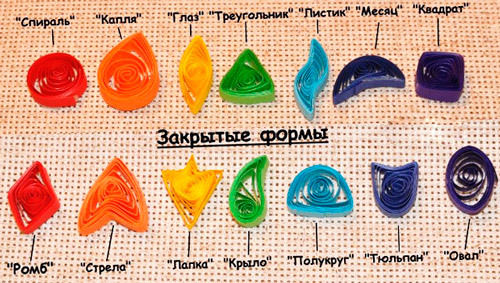 "Спираль" "Капля" "Глаз" "Треугольник" "Листик" "Месяц" "Квадрат"
Закрытые формы
"Ромб" "Стрела" "Лапка" "Крыло" "Полукруг" "Тюльпан" "Овал"